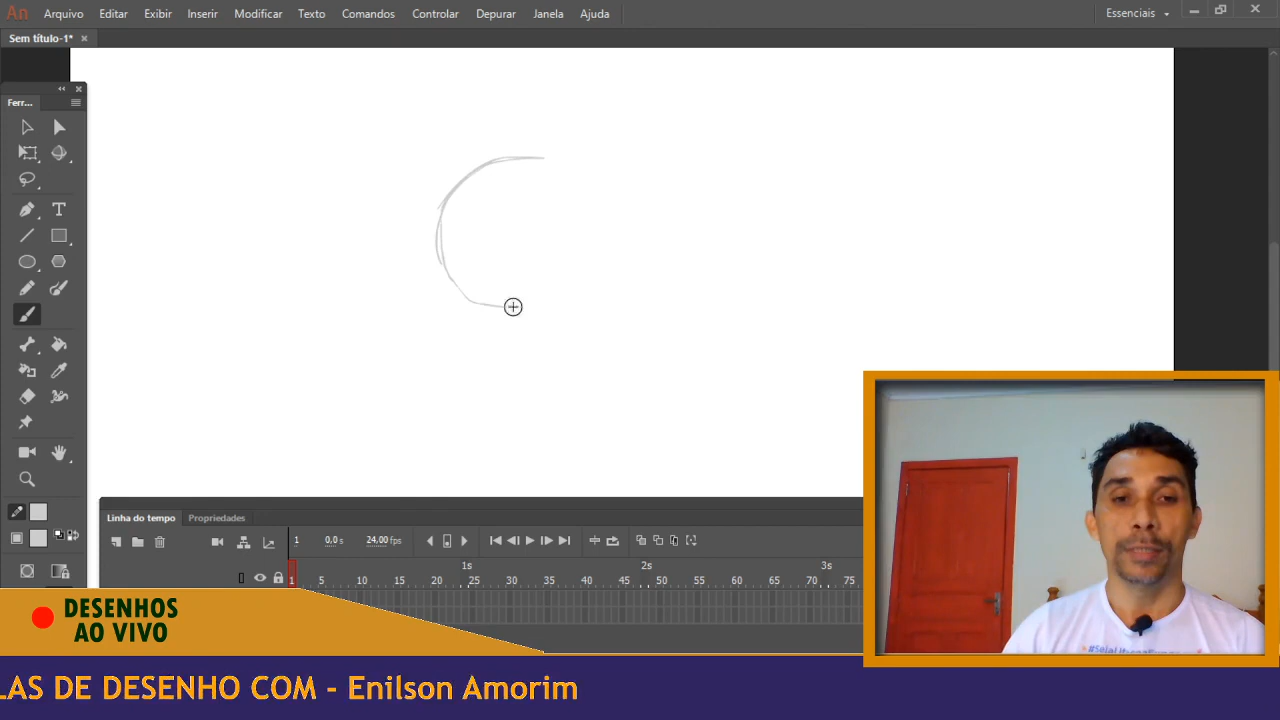 An Arquivo Editar Exibir Inserir Modificar Texto Comandos Controlar Depurar Janela Ajuda Essenciais
Sem título-1*
Ferr...
T
Linha do tempo Propriedades
1 0,0 s 24,00 fps
1s 2s 3s
1 5 10 15 20 25 30 35 40 45 50 55 60 65 70 75
DESENHOS
AO VIVO
LAS DE DESENHO COM - Enilson Amorim